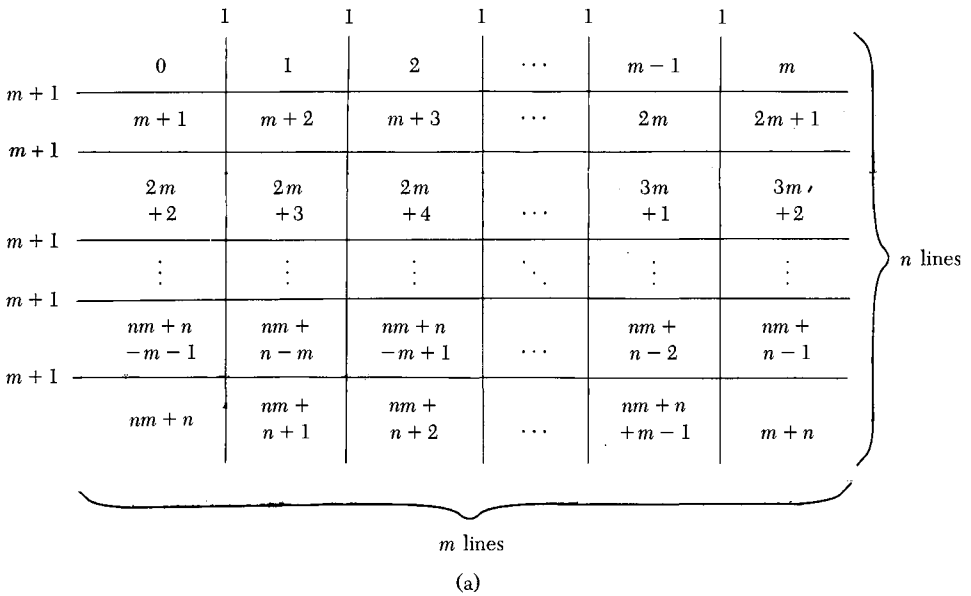 1 1 1 1 1
0 1 2 ··· m − 1 m
m + 1
m + 1 m + 2 m + 3 ··· 2m 2m + 1
m + 1
2m 2m 2m 3m 3m
+2 +3 +4 ··· +1 +2
m + 1
⋮ ⋮ ⋮ ⋱ ⋮ ⋮
n lines
m + 1
nm + n nm + nm + n nm + nm +
−m − 1 n − m −m + 1 ··· n − 2 n − 1
m + 1
nm + n nm + nm + nm + n m + n
n + 1 n + 2 ··· + m − 1
m lines
(a)